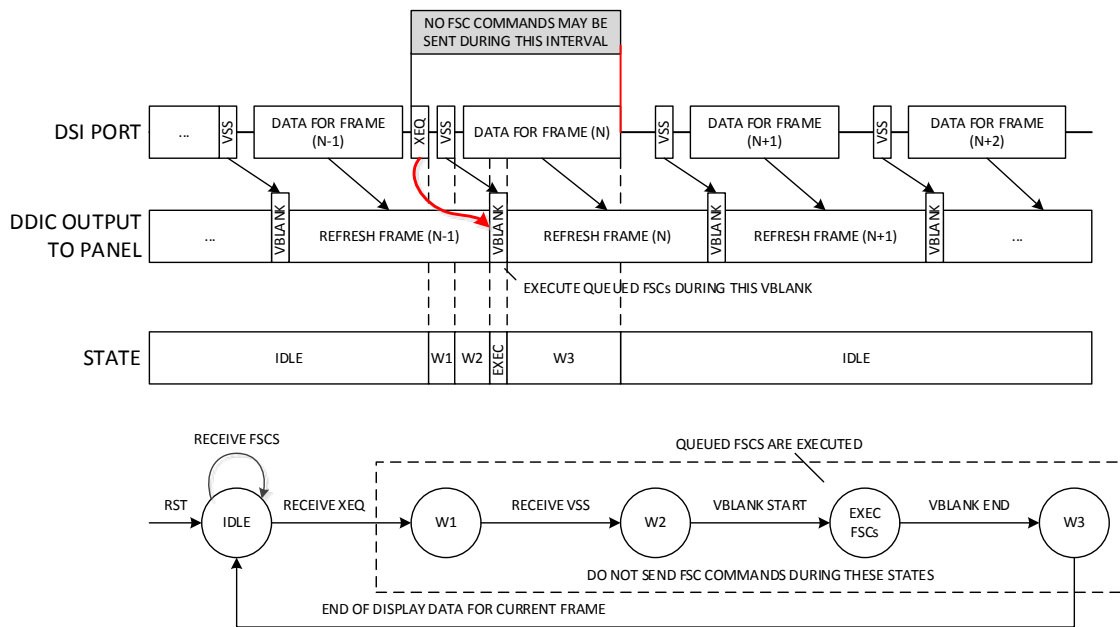 NO FSC COMMANDS MAY BE
SENT DURING THIS INTERVAL
DSI PORT
...
VSS
DATA FOR FRAME
(N-1)
XEQ
VSS
DATA FOR FRAME (N)
VSS
DATA FOR FRAME
(N+1)
VSS
DATA FOR FRAME
(N+2)
DDIC OUTPUT
TO PANEL
...
VBLANK
REFRESH FRAME (N-1)
VBLANK
REFRESH FRAME (N)
VBLANK
REFRESH FRAME (N+1)
VBLANK
...
EXECUTE QUEUED FSCs DURING THIS VBLANK
STATE
IDLE
W1
W2
EXEC
W3
IDLE
RECEIVE FSCS
QUEUED FSCS ARE EXECUTED
RST
IDLE
RECEIVE XEQ
W1
RECEIVE VSS
W2
VBLANK START
EXEC
FSCs
VBLANK END
W3
DO NOT SEND FSC COMMANDS DURING THESE STATES
END OF DISPLAY DATA FOR CURRENT FRAME